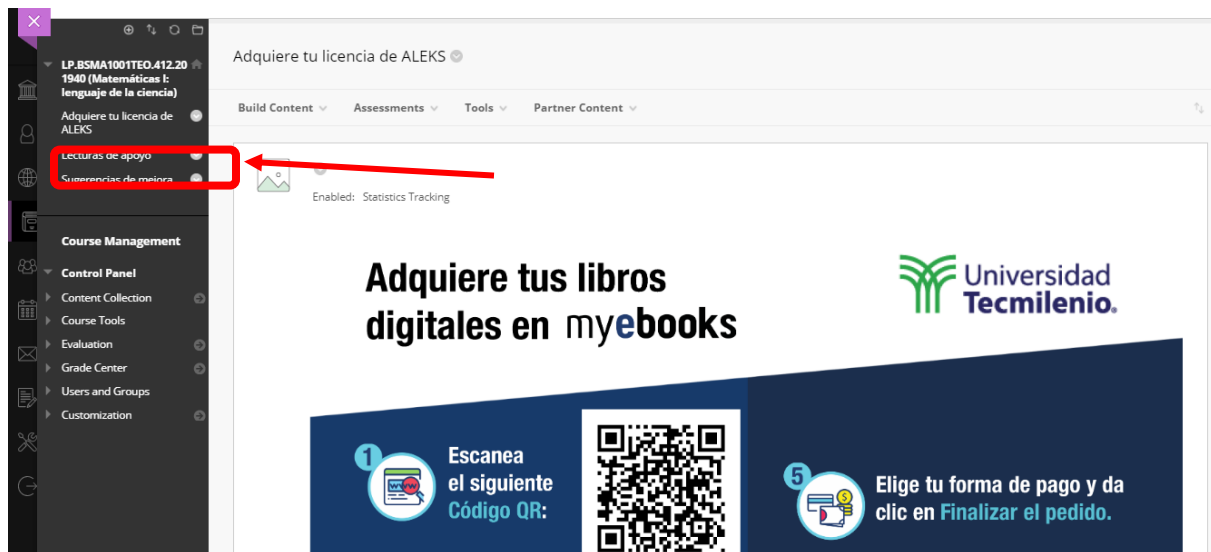 LP.BSMA1001TEO.412.20
1940 (Matemáticas I:
lenguaje de la ciencia)
Adquiere tu licencia de
ALEKS
Lecturas de apoyo
Sugerencias de mejora
Course Management
Control Panel
Content Collection
Course Tools
Evaluation
Grade Center
Users and Groups
Customization
Adquiere tu licencia de ALEKS
Build Content Assessments Tools Partner Content
Enabled: Statistics Tracking
Adquiere tus libros
digitales en myebooks
Universidad
Tecmilenio.
1
Escanea
el siguiente
Código QR:
www
5
$
Elige tu forma de pago y da
clic en Finalizar el pedido.